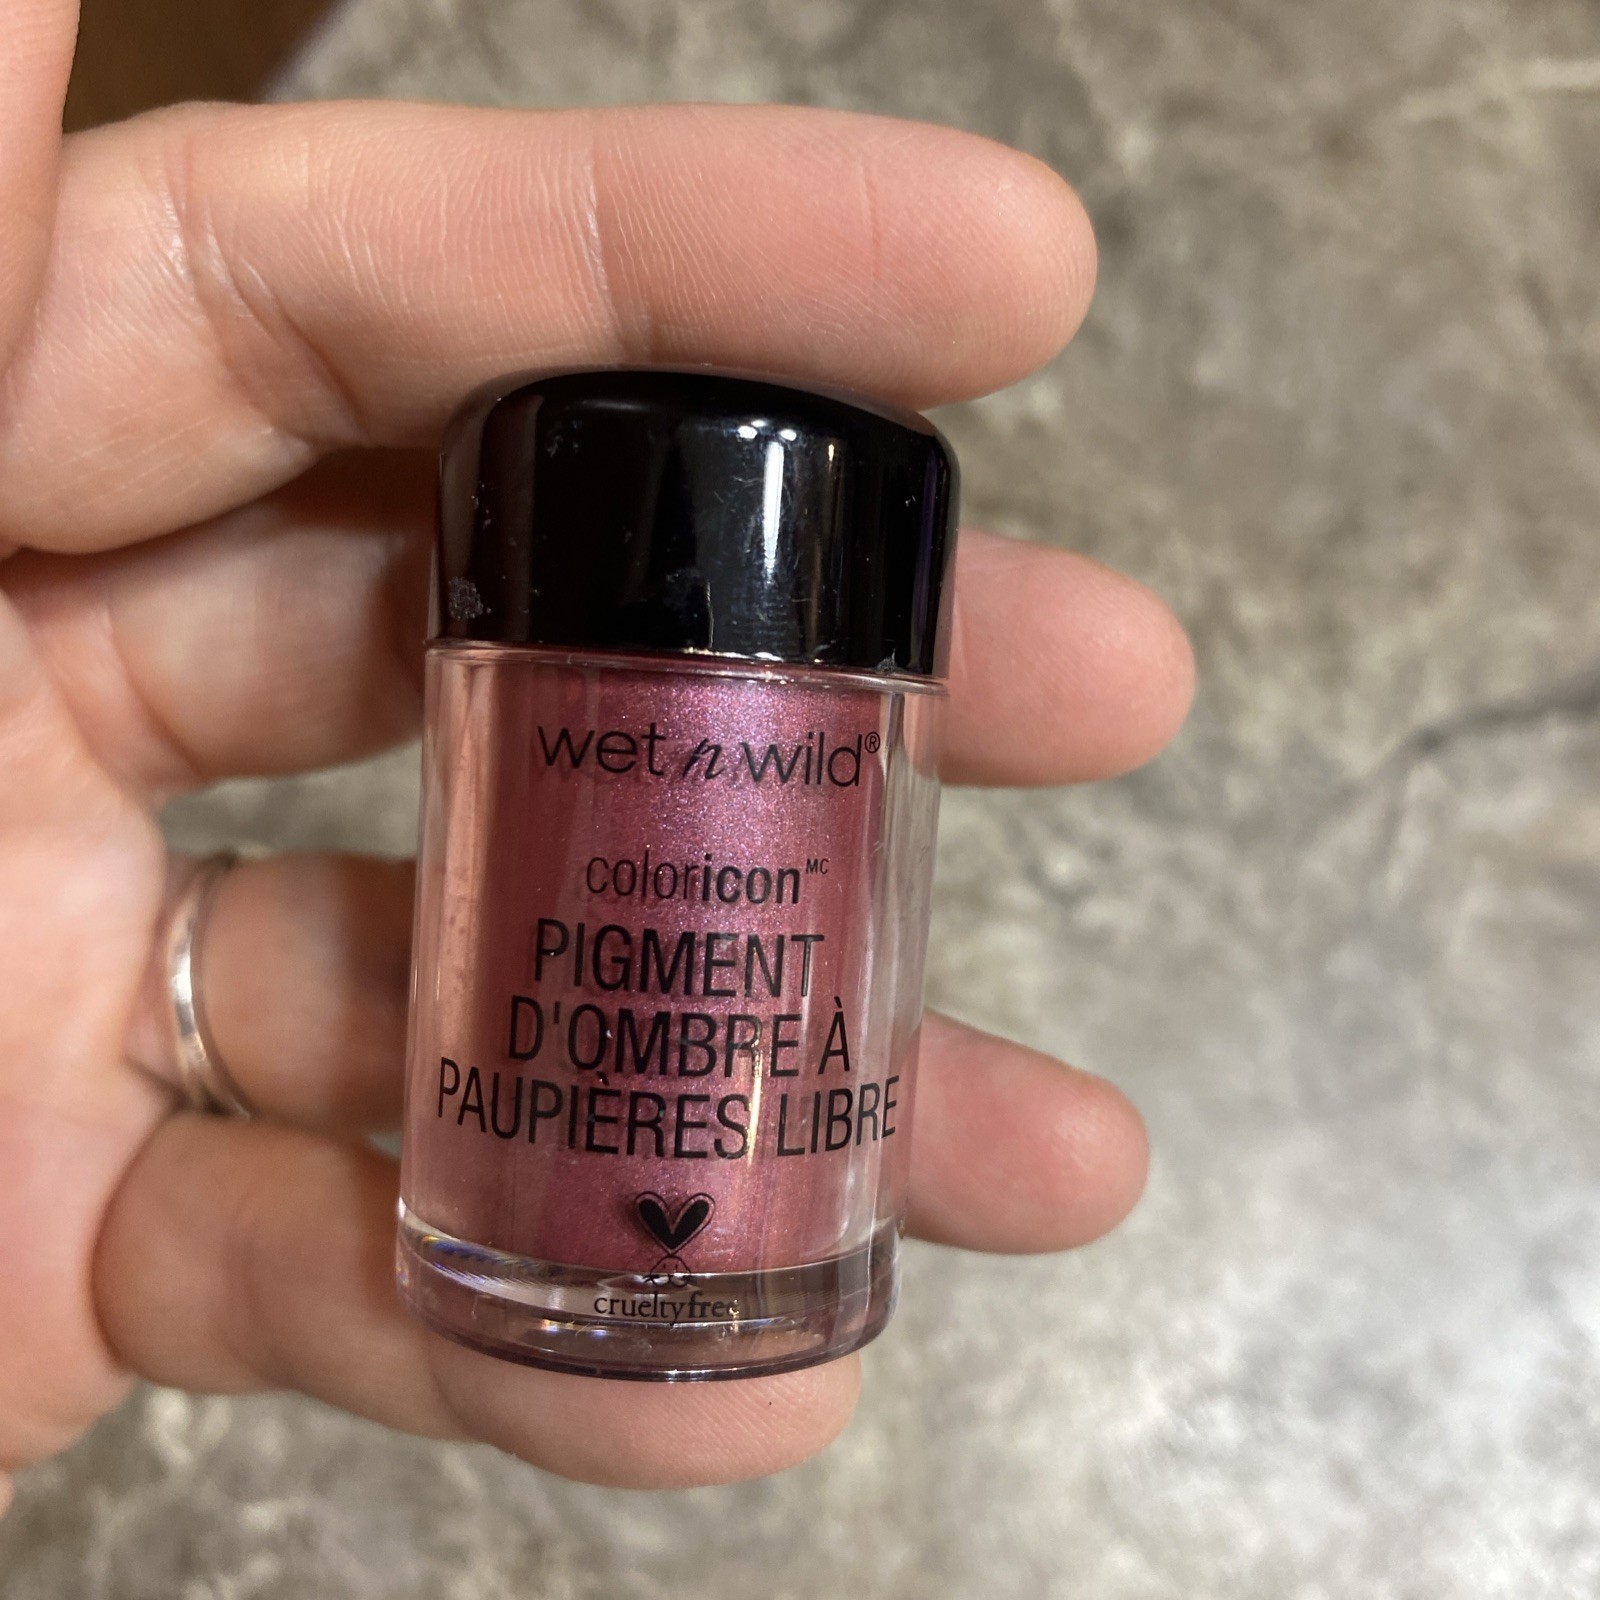 wet n wild®
coloricon MC
PIGMENT
D'OMBRE À
PAUPIÈRES LIBRE
crueltyfree